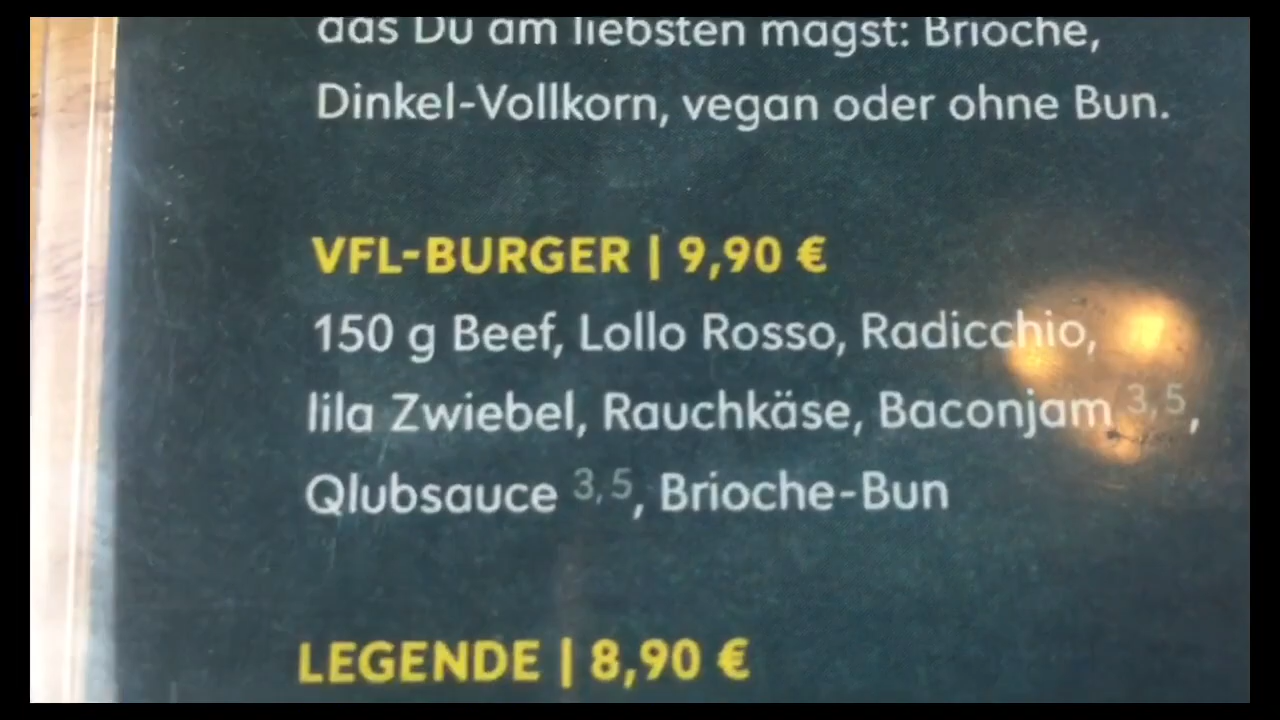 das Du am liebsten magst: Brioche,
Dinkel-Vollkorn, vegan oder ohne Bun.
VFL-BURGER | 9,90 €
150 g Beef, Lollo Rosso, Radicchio,
lila Zwiebel, Rauchkäse, Baconjam 3,5,
Qlubsauce 3,5, Brioche-Bun
LEGENDE | 8,90 €